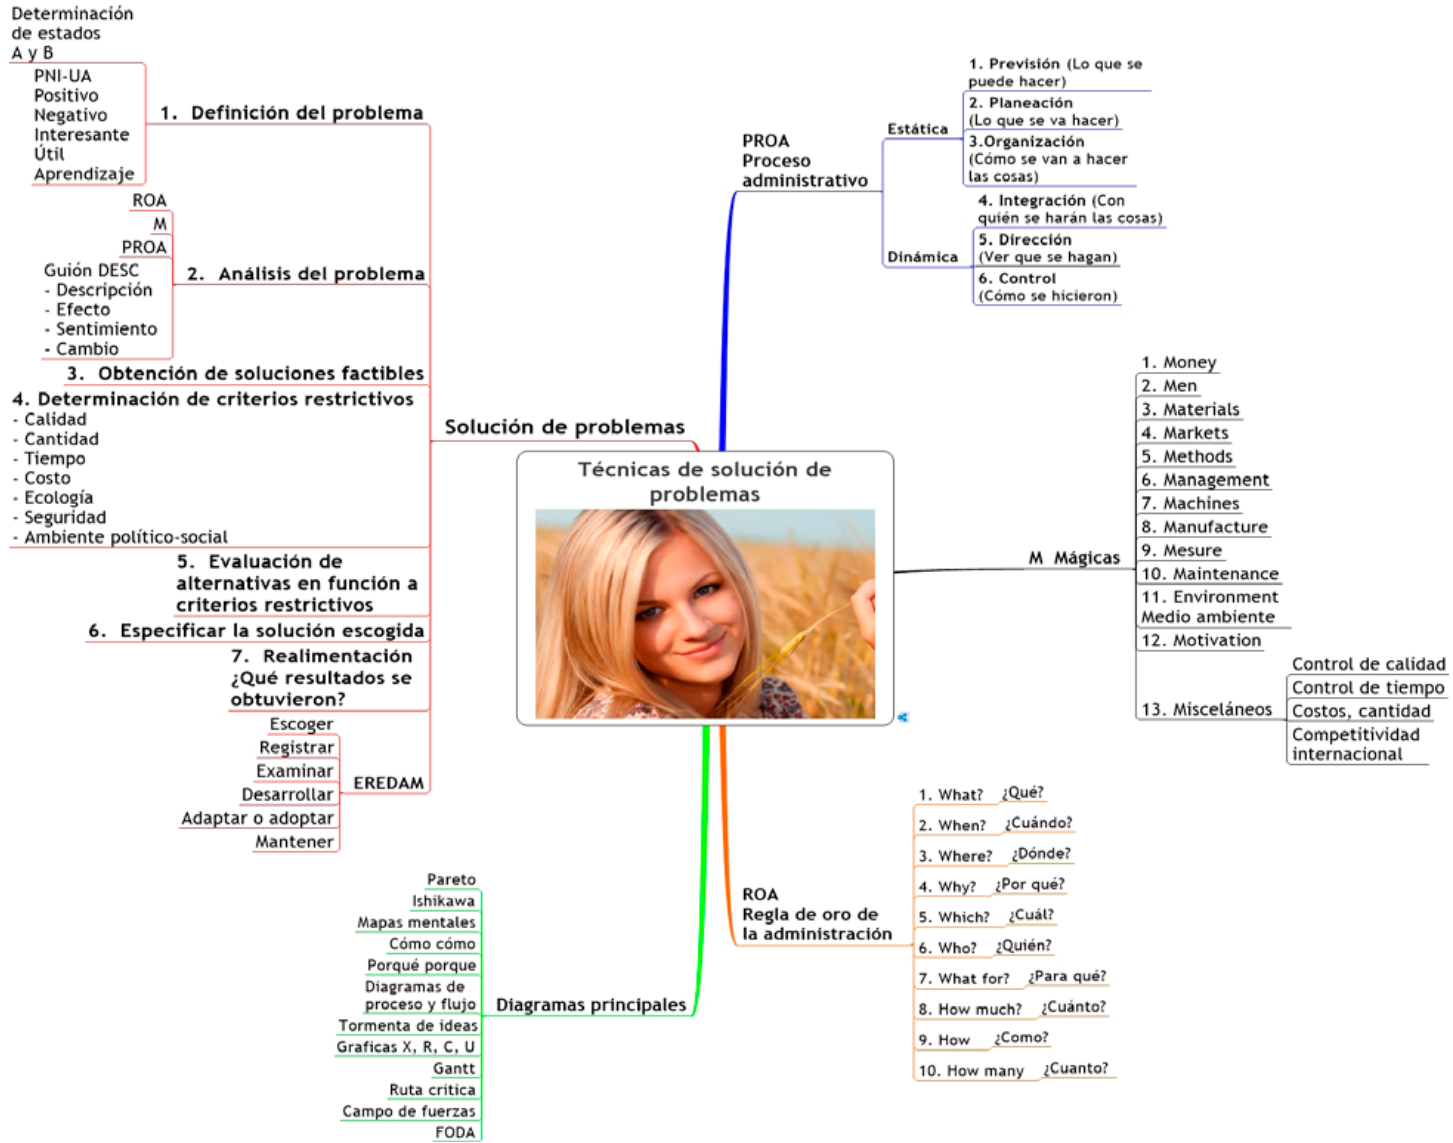 Técnicas de solución de
problemas
Solución de problemas
1. Definición del problema
Determinación
de estados
A y B
PNI-UA
Positivo
Negativo
Interesante
Útil
Aprendizaje
2. Análisis del problema
ROA
M
PROA
Guión DESC
- Descripción
- Efecto
- Sentimiento
- Cambio
3. Obtención de soluciones factibles
4. Determinación de criterios restrictivos
- Calidad
- Cantidad
- Tiempo
- Costo
- Ecología
- Seguridad
- Ambiente político-social
5. Evaluación de
alternativas en función a
criterios restrictivos
6. Especificar la solución escogida
7. Realimentación
¿Qué resultados se
obtuvieron?
EREDAM
Escoger
Registrar
Examinar
Desarrollar
Adaptar o adoptar
Mantener
Diagramas principales
Pareto
Ishikawa
Mapas mentales
Cómo cómo
Porqué porque
Diagramas de
proceso y flujo
Tormenta de ideas
Graficas X, R, C, U
Gantt
Ruta critica
Campo de fuerzas
FODA
PROA
Proceso
administrativo
Estática
1. Previsión (Lo que se
puede hacer)
2. Planeación
(Lo que se va hacer)
3.Organización
(Cómo se van a hacer
las cosas)
Dinámica
4. Integración (Con
quién se harán las cosas)
5. Dirección
(Ver que se hagan)
6. Control
(Cómo se hicieron)
M Mágicas
1. Money
2. Men
3. Materials
4. Markets
5. Methods
6. Management
7. Machines
8. Manufacture
9. Mesure
10. Maintenance
11. Environment
Medio ambiente
12. Motivation
13. Misceláneos
Control de calidad
Control de tiempo
Costos, cantidad
Competitividad
internacional
ROA
Regla de oro de
la administración
1. What? ¿Qué?
2. When? ¿Cuándo?
3. Where? ¿Dónde?
4. Why? ¿Por qué?
5. Which? ¿Cuál?
6. Who? ¿Quién?
7. What for? ¿Para qué?
8. How much? ¿Cuánto?
9. How ¿Como?
10. How many ¿Cuanto?